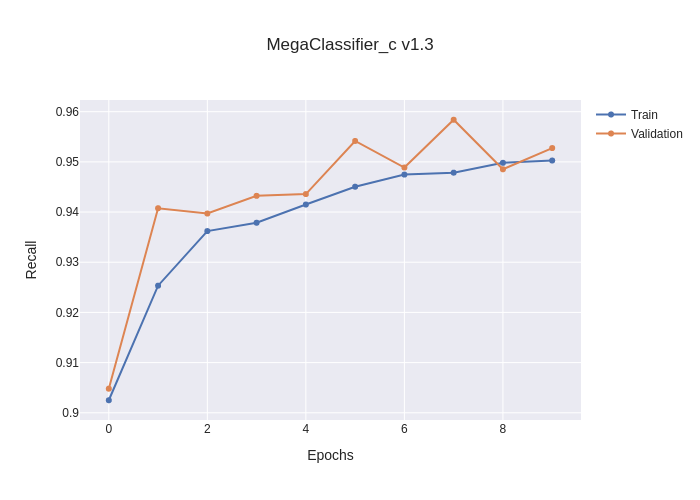 MegaClassifier_c v1.3
0.96
0.95
0.94
0.93
0.92
0.91
0.9
Recall
0 2 4 6 8
Epochs
Train
Validation